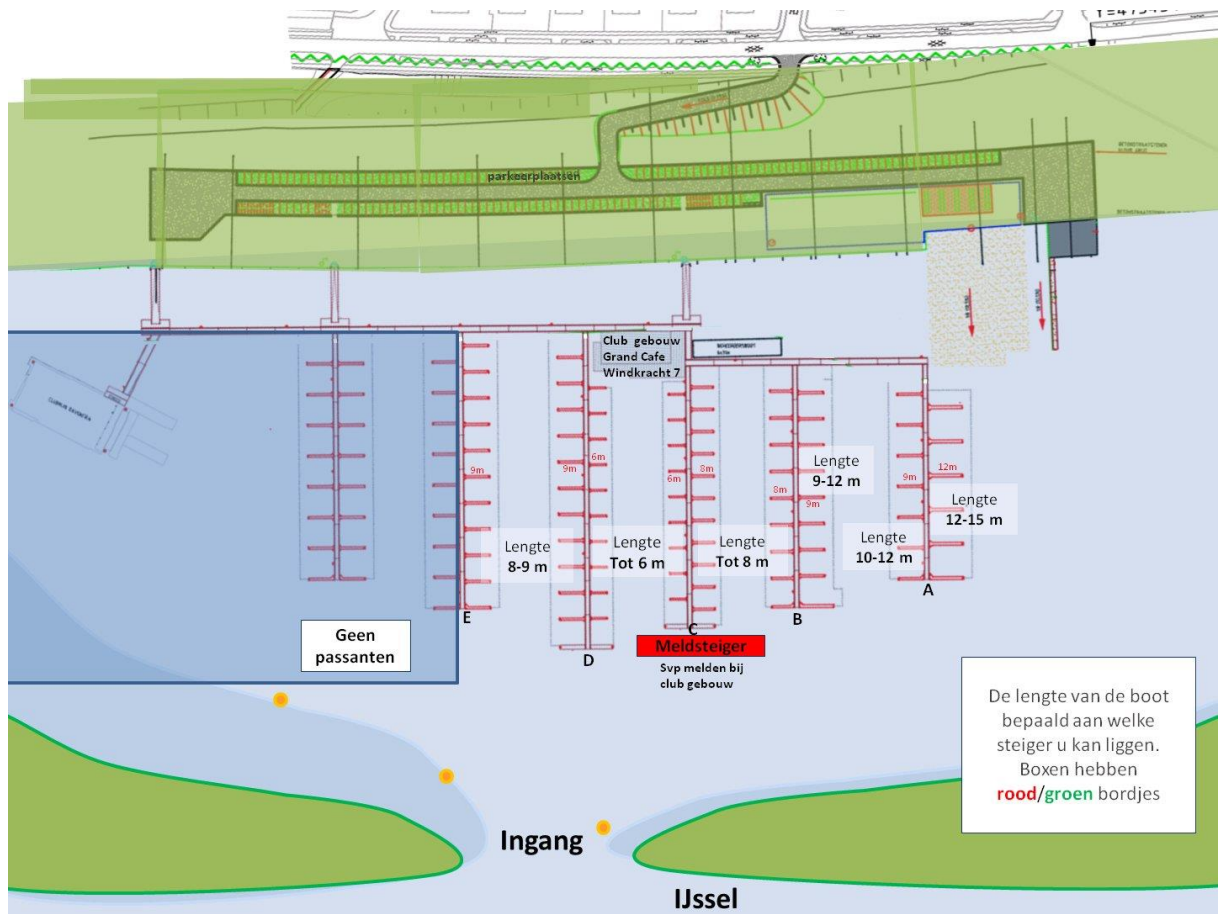 parkeerplaatsen
Club gebouw
Grand Cafe
Windkracht 7
9m
9m
6m
6m
8m
8m
9m
9m
12m
Lengte
9-12 m
Lengte
12-15 m
Lengte
8-9 m
Lengte
Tot 6 m
Lengte
Tot 8 m
Lengte
10-12 m
A
E
B
C
D
Meldsteiger
Svp melden bij
club gebouw
Geen
passanten
De lengte van de boot
bepaald aan welke
steiger u kan liggen.
Boxen hebben
rood/groen bordjes
Ingang
IJssel